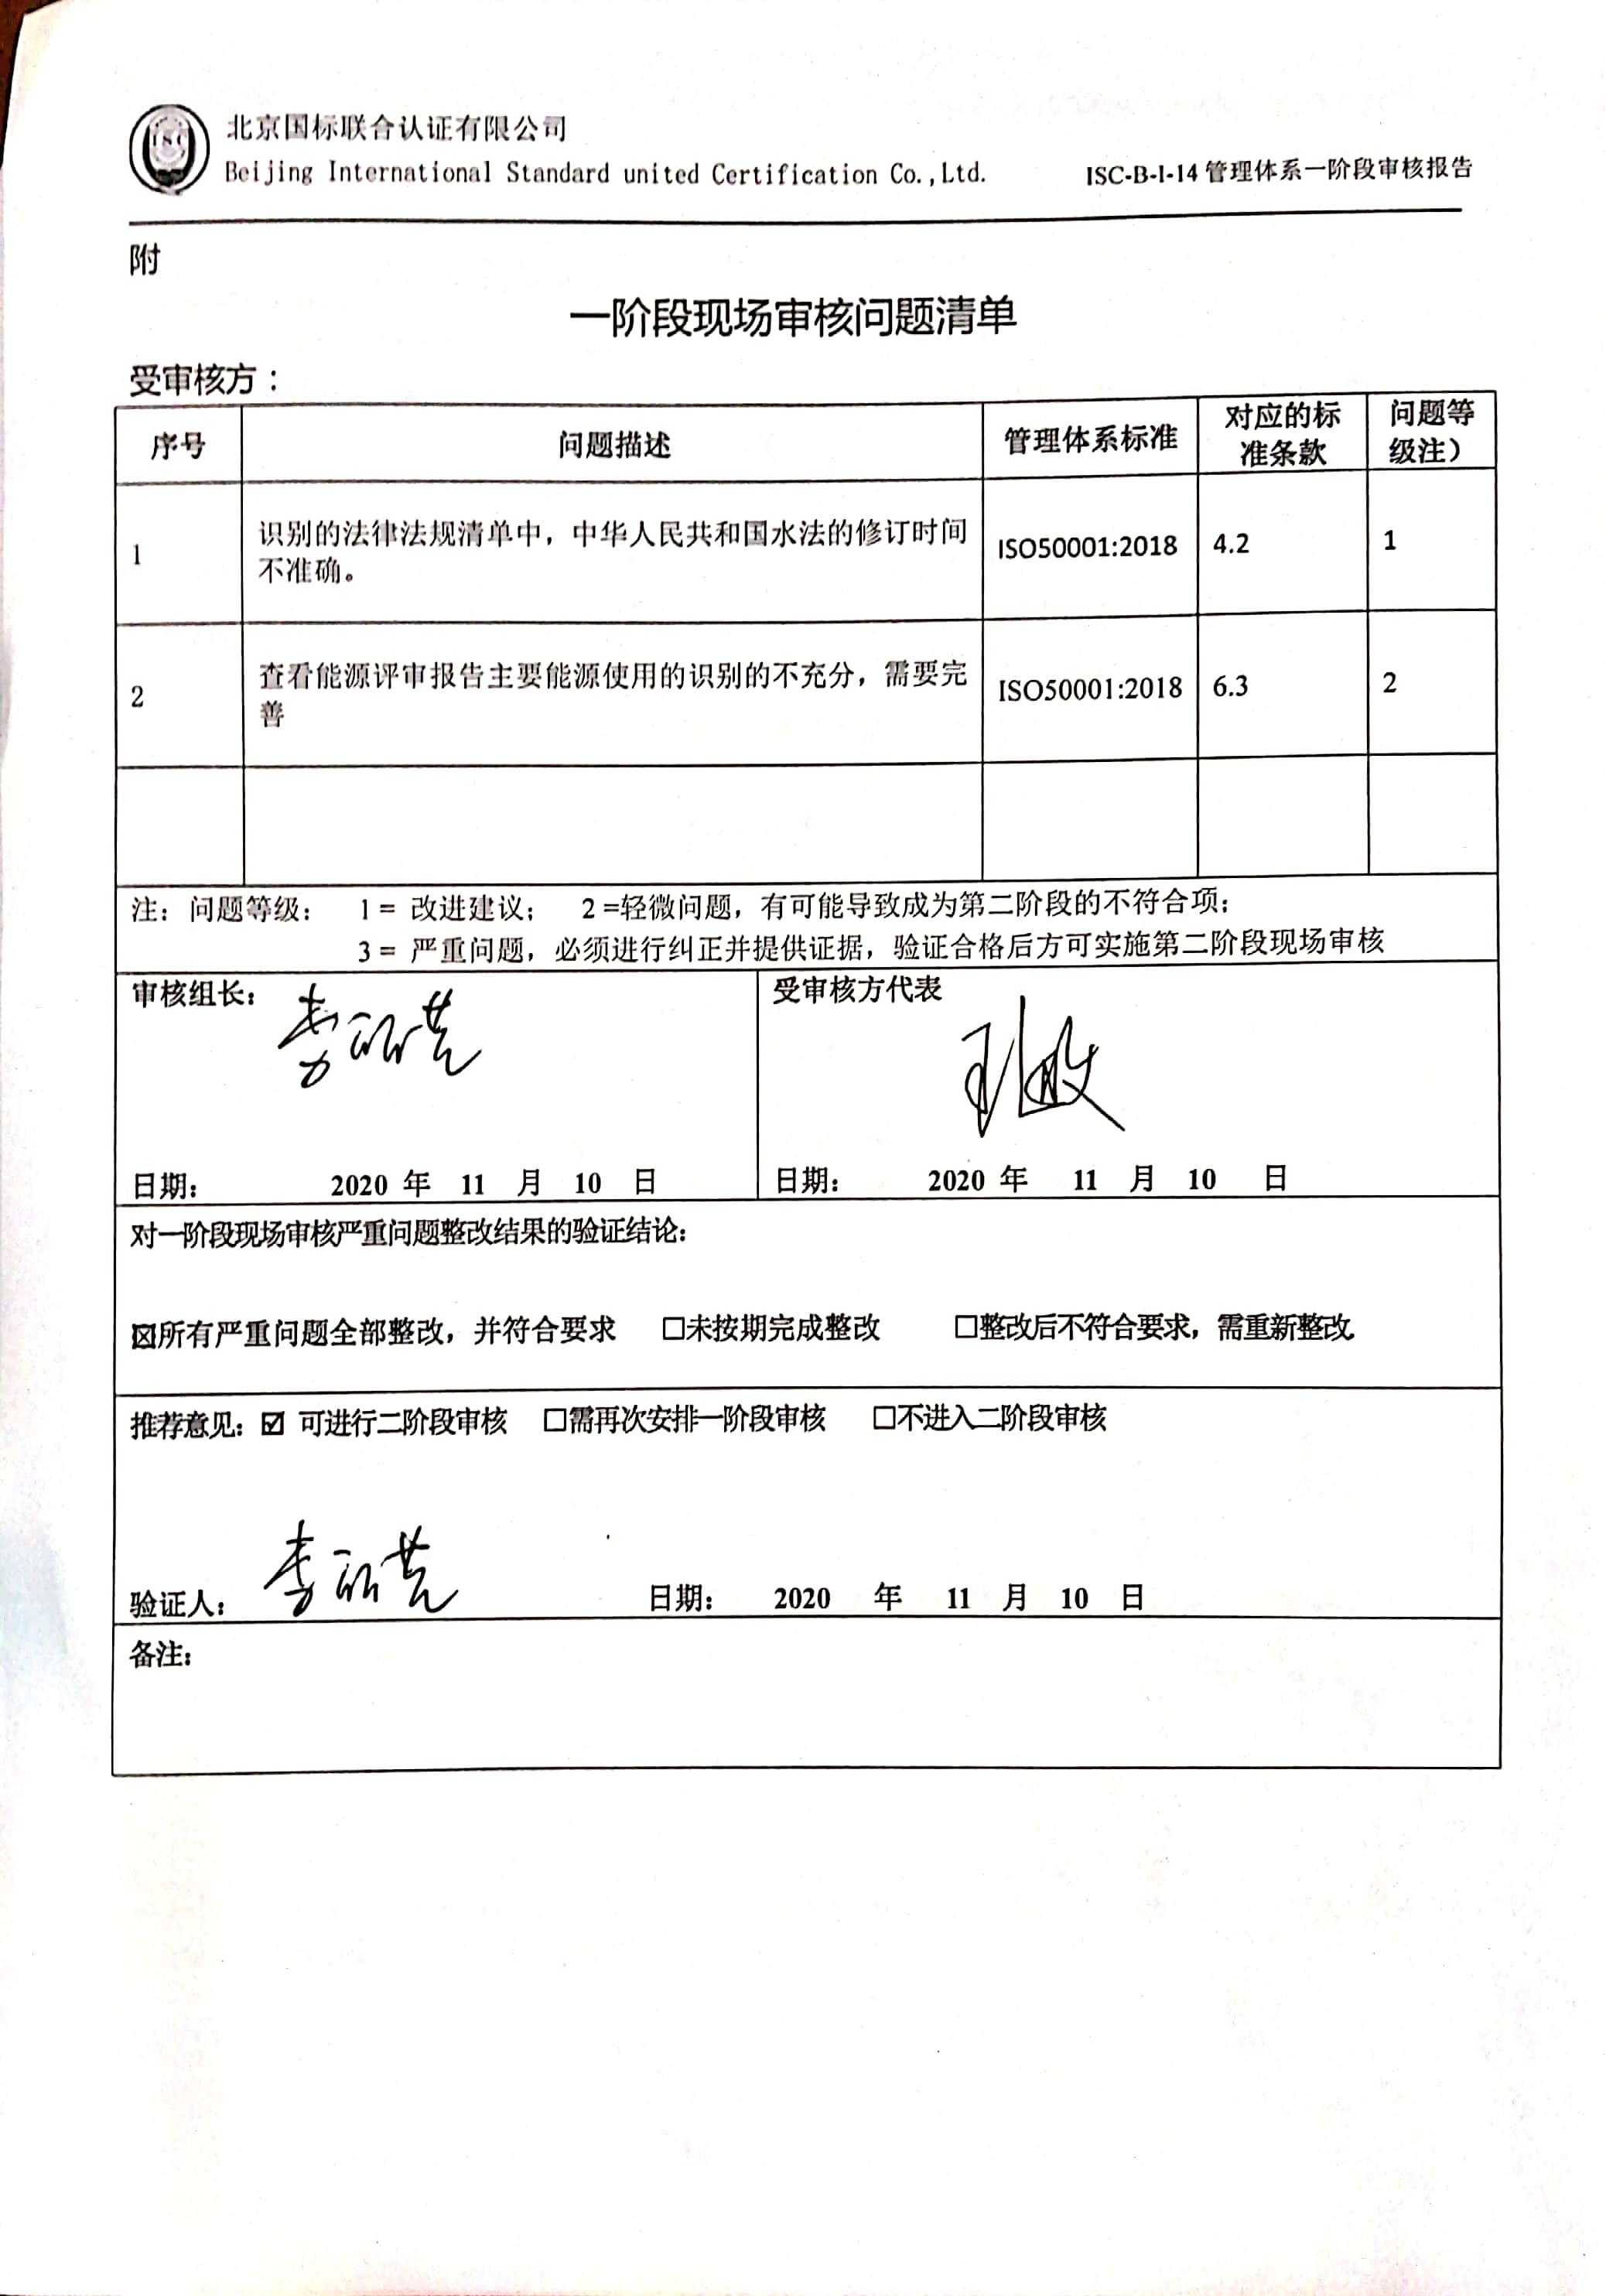 ISC
北京国标联合认证有限公司
Beijing International Standard united Certification Co.,Ltd.
ISC-B-I-14 管理体系一阶段审核报告
附
一阶段现场审核问题清单
受审核方：
序号 问题描述 管理体系标准 对应的标准条款 问题等级注）
1 识别的法律法规清单中，中华人民共和国水法的修订时间
不准确。 ISO50001:2018 4.2 1
2 查看能源评审报告主要能源使用的识别的不充分，需要完
善 ISO50001:2018 6.3 2
注：问题等级： 1 = 改进建议； 2 =轻微问题，有可能导致成为第二阶段的不符合项；
3 = 严重问题，必须进行纠正并提供证据，验证合格后方可实施第二阶段现场审核
审核组长：
日期： 2020 年 11 月 10 日
受审核方代表
日期： 2020 年 11 月 10 日
对一阶段现场审核严重问题整改结果的验证结论：
☒所有严重问题全部整改，并符合要求 □未按期完成整改 □整改后不符合要求，需重新整改.
推荐意见：☑ 可进行二阶段审核 □需再次安排一阶段审核 □不进入二阶段审核
验证人： 日期： 2020 年 11 月 10 日
备注：